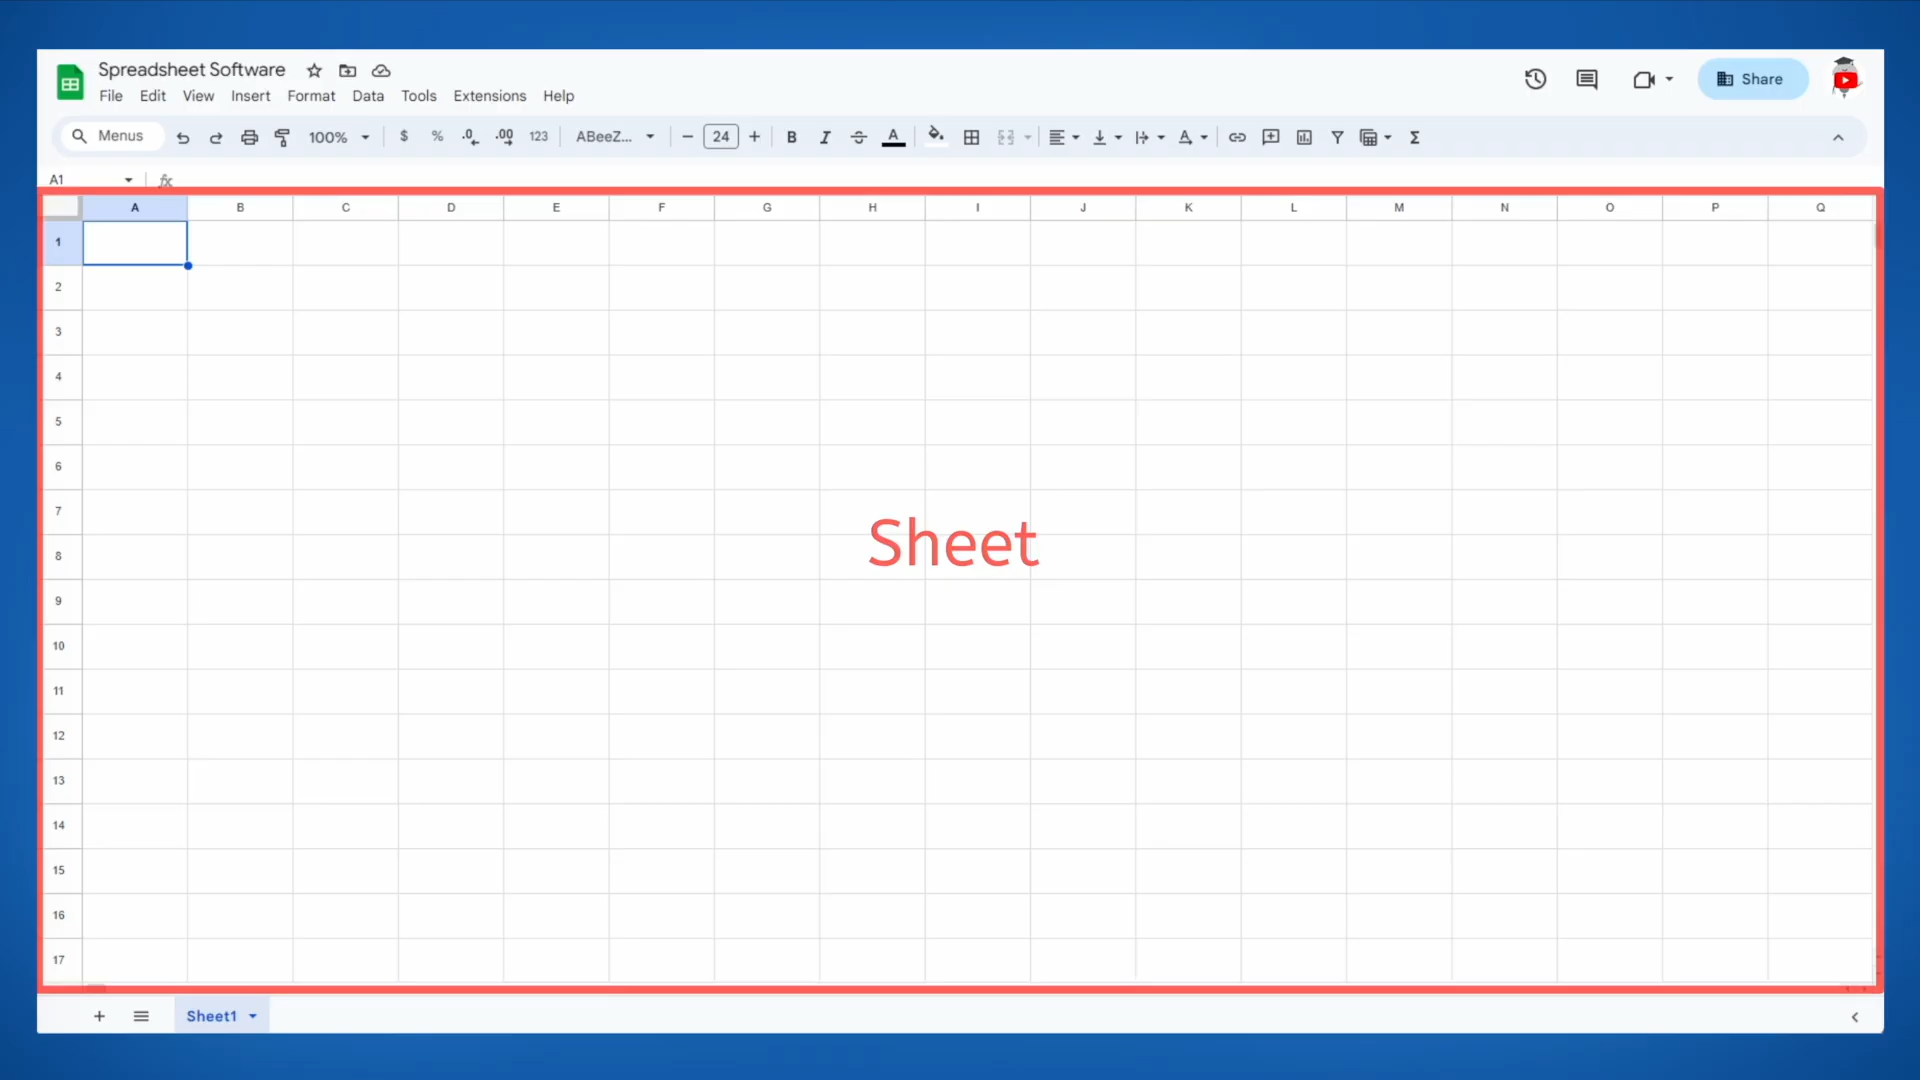 Spreadsheet Software
File Edit View Insert Format Data Tools Extensions Help
Share
Menus 100% $ % .0 .00 123 ABeeZ... 24 B I A A Σ
A1 fx
A B C D E F G H I J K L M N O P Q
1
2
3
4
5
6
7
Sheet
8
9
10
11
12
13
14
15
16
17
Sheet1